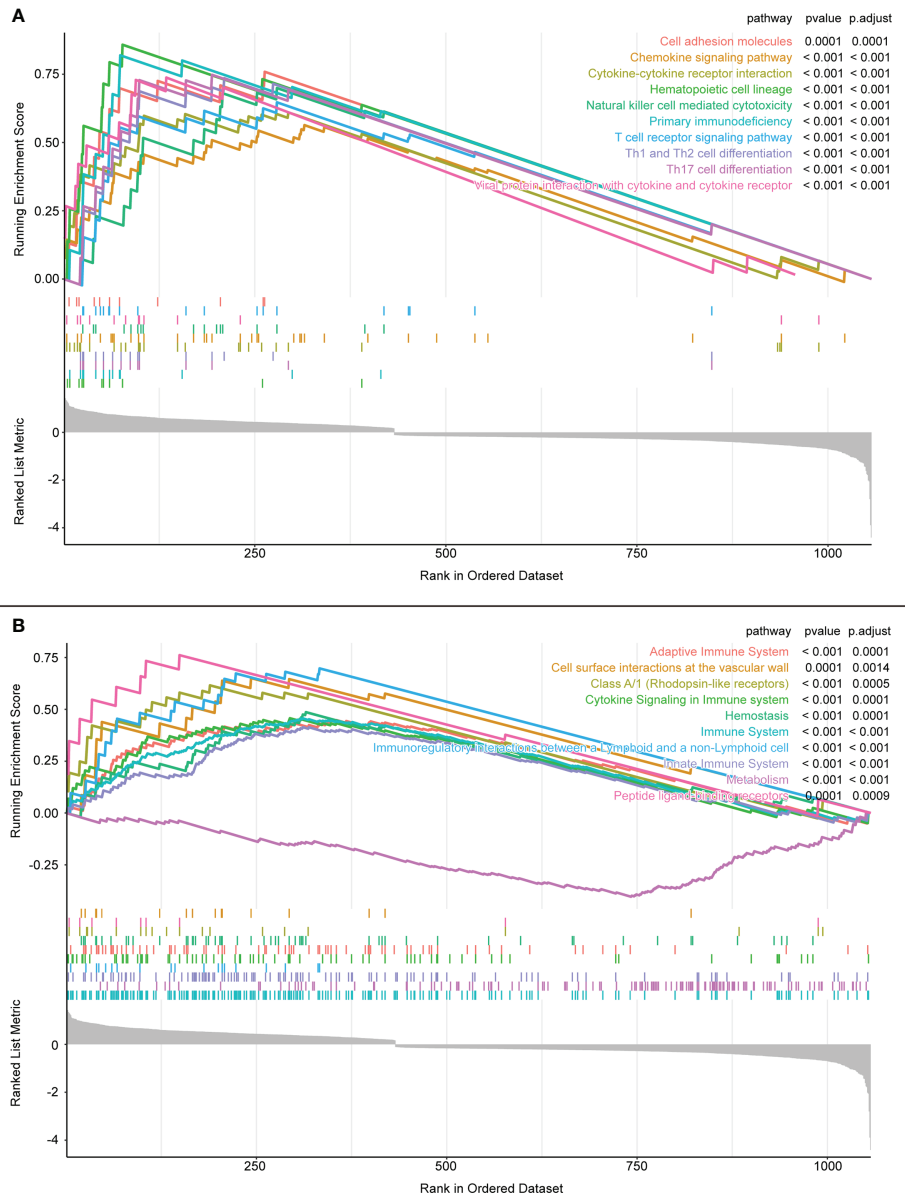 A
pathway pvalue p.adjust
Cell adhesion molecules 0.0001 0.0001
Chemokine signaling pathway < 0.001 < 0.001
Cytokine-cytokine receptor interaction < 0.001 < 0.001
Hematopoietic cell lineage < 0.001 < 0.001
Natural killer cell mediated cytotoxicity < 0.001 < 0.001
Primary immunodeficiency < 0.001 < 0.001
T cell receptor signaling pathway < 0.001 < 0.001
Th1 and Th2 cell differentiation < 0.001 < 0.001
Th17 cell differentiation < 0.001 < 0.001
Viral protein interaction with cytokine and cytokine receptor < 0.001 < 0.001
Running Enrichment Score
0.75
0.50
0.25
0.00
Ranked List Metric
0
-2
-4
250 500 750 1000
Rank in Ordered Dataset
B
pathway pvalue p.adjust
Adaptive Immune System < 0.001 0.0001
Cell surface interactions at the vascular wall 0.0001 0.0014
Class A/1 (Rhodopsin-like receptors) < 0.001 0.0005
Cytokine Signaling in Immune system < 0.001 0.0001
Hemostasis < 0.001 0.0001
Immune System < 0.001 < 0.001
Immunoregulatory interactions between a Lymphoid and a non-Lymphoid cell < 0.001 < 0.001
Innate Immune System < 0.001 < 0.001
Metabolism < 0.001 < 0.001
Peptide ligand-binding receptors 0.0001 0.0009
Running Enrichment Score
0.75
0.50
0.25
0.00
-0.25
Ranked List Metric
0
-2
-4
250 500 750 1000
Rank in Ordered Dataset